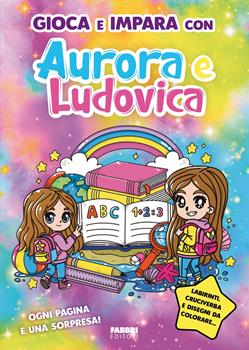 GIOCA E IMPARA CON
Aurora e
Ludovica
ABC
1+2=3
OGNI PAGINA
È UNA SORPRESA!
LABIRINTI,
CRUCIVERBA
E DISEGNI DA
COLORARE...
FABBRI
EDITORI